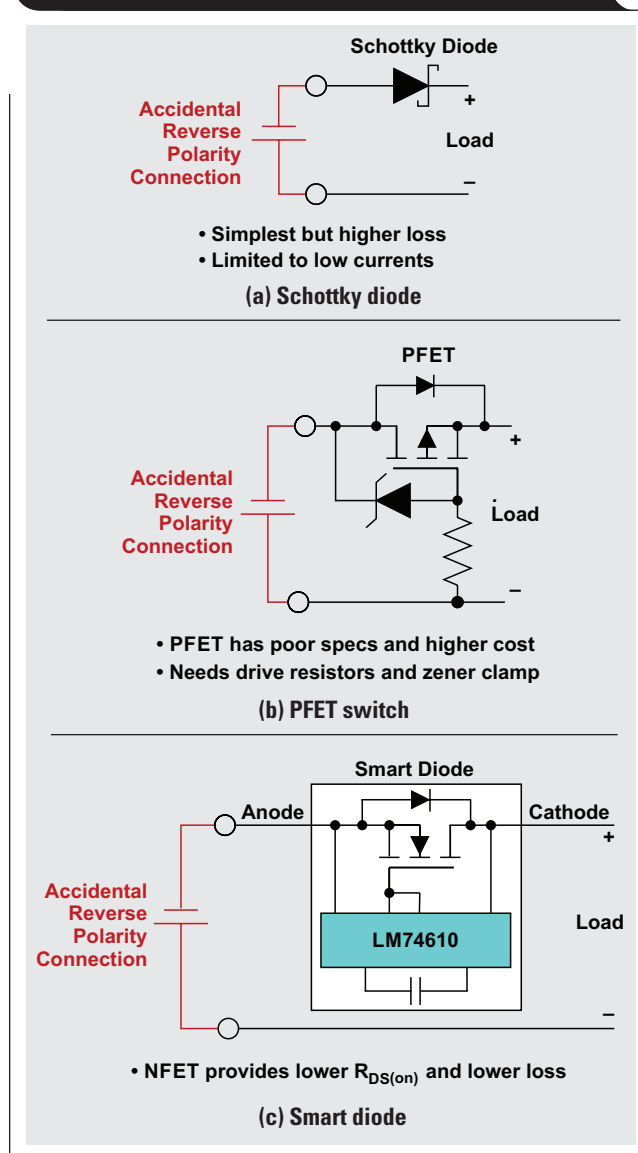 Schottky Diode
+
Accidental
Reverse
Polarity
Connection
Load
–
• Simplest but higher loss
• Limited to low currents
(a) Schottky diode
PFET
+
Accidental
Reverse
Polarity
Connection
Load
–
• PFET has poor specs and higher cost
• Needs drive resistors and zener clamp
(b) PFET switch
Smart Diode
Anode
Cathode
+
Accidental
Reverse
Polarity
Connection
Load
LM74610
–
• NFET provides lower RDS(on) and lower loss
(c) Smart diode